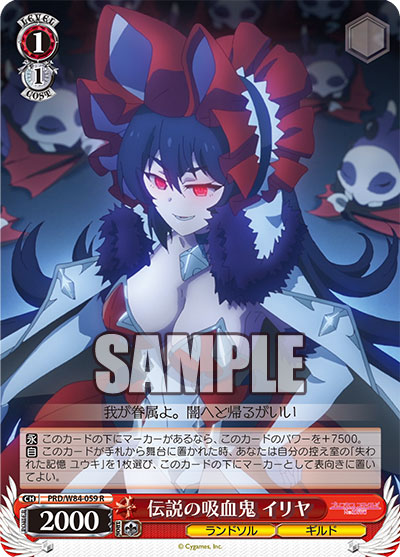 LEVEL
1
1
COST
SAMPLE
我が眷属よ。闇へと帰るがいい
永 このカードの下にマーカーがあるなら、このカードのパワーを+7500。
自 このカードが手札から舞台に置かれた時、あなたは自分の控え室の「失
われた記憶 ユウキ」を1枚選び、このカードの下にマーカーとして表向きに
置いてよい。
CH PRD/W84-059 R
POWER 2000
伝説の吸血鬼 イリヤ
ランドソル ギルド
© Cygames, Inc.